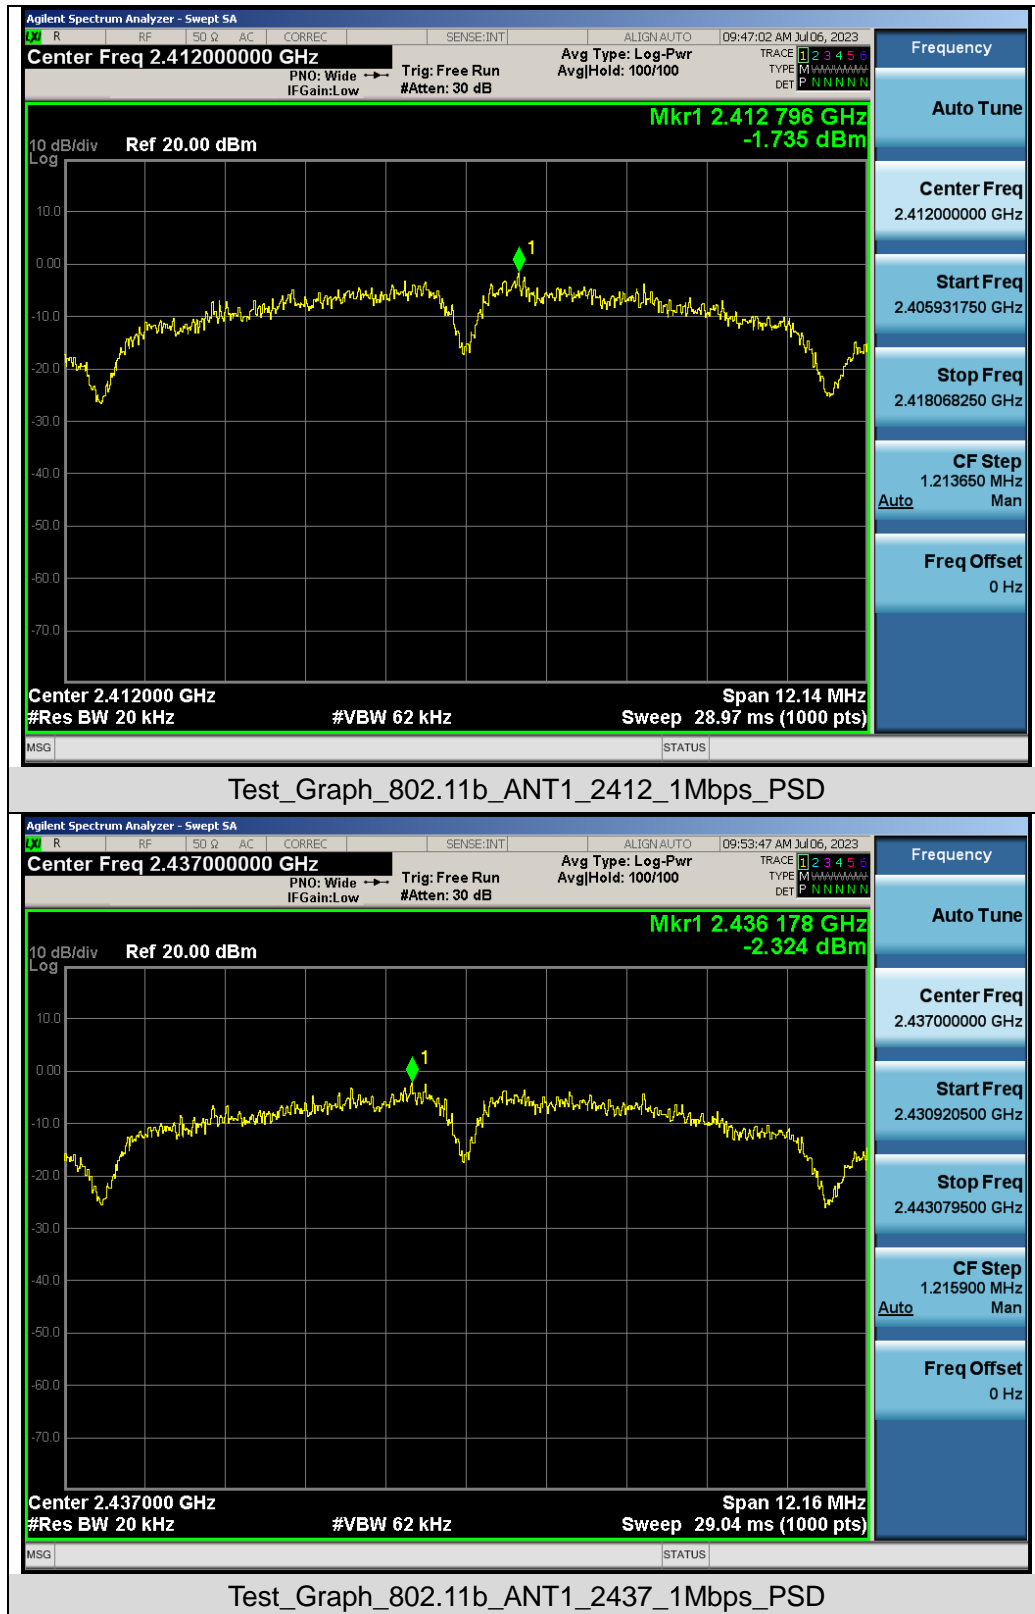 Agilent Spectrum Analyzer - Swept SA
LXI R RF 50 Ω AC CORREC SENSE:INT ALIGN AUTO 09:47:02 AM Jul 06, 2023
Center Freq 2.412000000 GHz
PNO: Wide
IFGain:Low
Trig: Free Run
#Atten: 30 dB
Avg Type: Log-Pwr
Avg|Hold: 100/100
TRACE 1 2 3 4 5 6
TYPE M
DET P N N N N N
Mkr1 2.412 796 GHz
-1.735 dBm
10 dB/div
Log
Ref 20.00 dBm
10.0
0.00
-10.0
-20.0
-30.0
-40.0
-50.0
-60.0
-70.0
1
Center 2.412000 GHz
Span 12.14 MHz
#Res BW 20 kHz
#VBW 62 kHz
Sweep 28.97 ms (1000 pts)
MSG
STATUS
Frequency
Auto Tune
Center Freq
2.412000000 GHz
Start Freq
2.405931750 GHz
Stop Freq
2.418068250 GHz
CF Step
1.213650 MHz
Auto Man
Freq Offset
0 Hz
Test_Graph_802.11b_ANT1_2412_1Mbps_PSD
Agilent Spectrum Analyzer - Swept SA
LXI R RF 50 Ω AC CORREC SENSE:INT ALIGN AUTO 09:53:47 AM Jul 06, 2023
Center Freq 2.437000000 GHz
PNO: Wide
IFGain:Low
Trig: Free Run
#Atten: 30 dB
Avg Type: Log-Pwr
Avg|Hold: 100/100
TRACE 1 2 3 4 5 6
TYPE M
DET P N N N N N
Mkr1 2.436 178 GHz
-2.324 dBm
10 dB/div
Log
Ref 20.00 dBm
10.0
0.00
-10.0
-20.0
-30.0
-40.0
-50.0
-60.0
-70.0
1
Center 2.437000 GHz
Span 12.16 MHz
#Res BW 20 kHz
#VBW 62 kHz
Sweep 29.04 ms (1000 pts)
MSG
STATUS
Frequency
Auto Tune
Center Freq
2.437000000 GHz
Start Freq
2.430920500 GHz
Stop Freq
2.443079500 GHz
CF Step
1.215900 MHz
Auto Man
Freq Offset
0 Hz
Test_Graph_802.11b_ANT1_2437_1Mbps_PSD